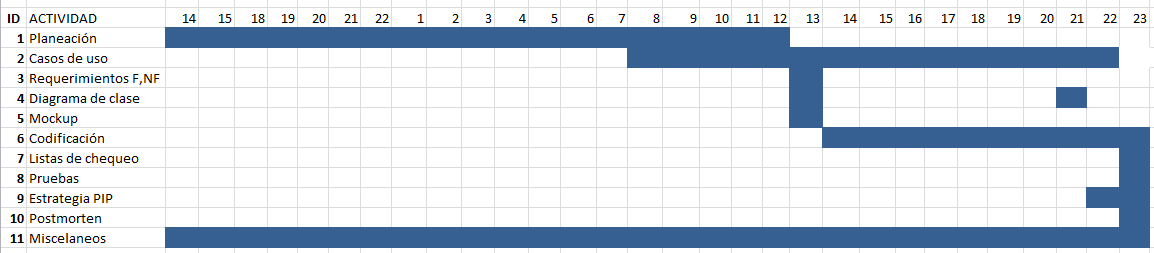 ID ACTIVIDAD 14 15 18 19 20 21 22 1 2 3 4 5 6 7 8 9 10 11 12 13 14 15 16 17 18 19 20 21 22 23
1 Planeación
2 Casos de uso
3 Requerimientos F,NF
4 Diagrama de clase
5 Mockup
6 Codificación
7 Listas de chequeo
8 Pruebas
9 Estrategia PIP
10 Postmorten
11 Miscelaneos